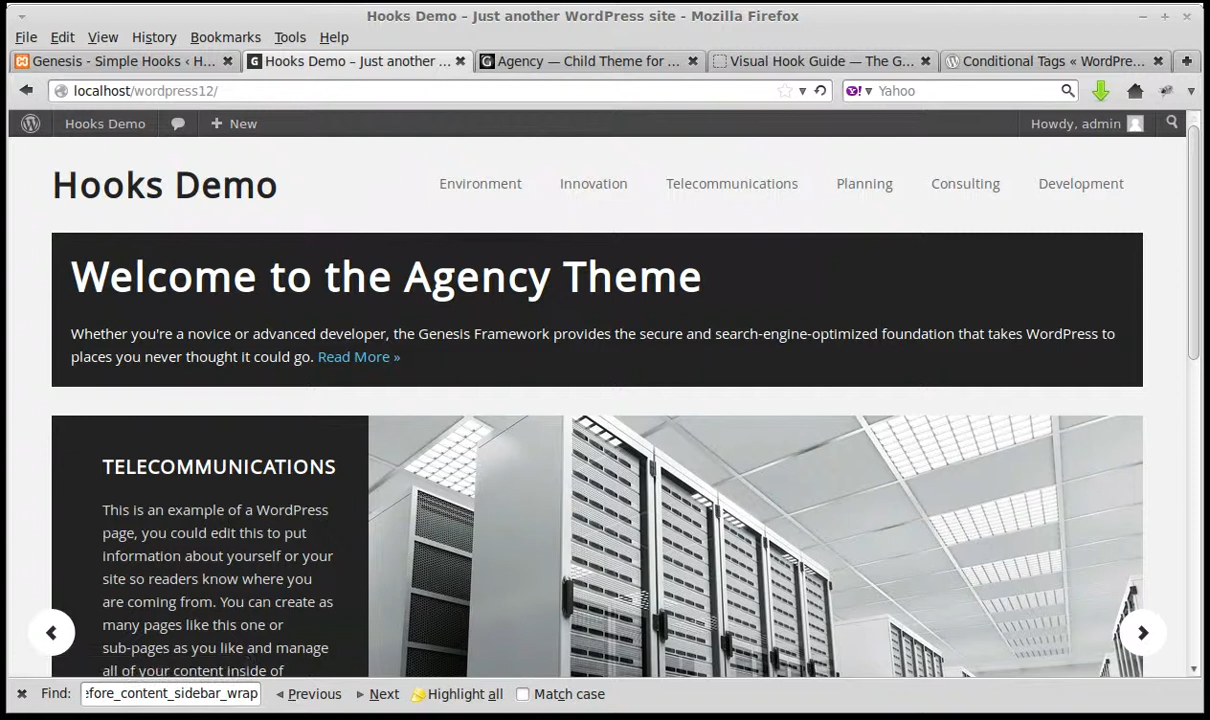 Hooks Demo – Just another WordPress site - Mozilla Firefox
File Edit View History Bookmarks Tools Help
Genesis - Simple Hooks ‹ H... Hooks Demo – Just another ... Agency — Child Theme for ... Visual Hook Guide — The G... Conditional Tags « WordPre...
localhost/wordpress12/ Yahoo
Hooks Demo + New Howdy, admin
Hooks Demo Environment Innovation Telecommunications Planning Consulting Development
Welcome to the Agency Theme
Whether you're a novice or advanced developer, the Genesis Framework provides the secure and search-engine-optimized foundation that takes WordPress to
places you never thought it could go. Read More »
TELECOMMUNICATIONS
This is an example of a WordPress
page, you could edit this to put
information about yourself or your
site so readers know where you
are coming from. You can create as
many pages like this one or
sub-pages as you like and manage
all of your content inside of
Find: efore_content_sidebar_wrap Previous Next Highlight all Match case